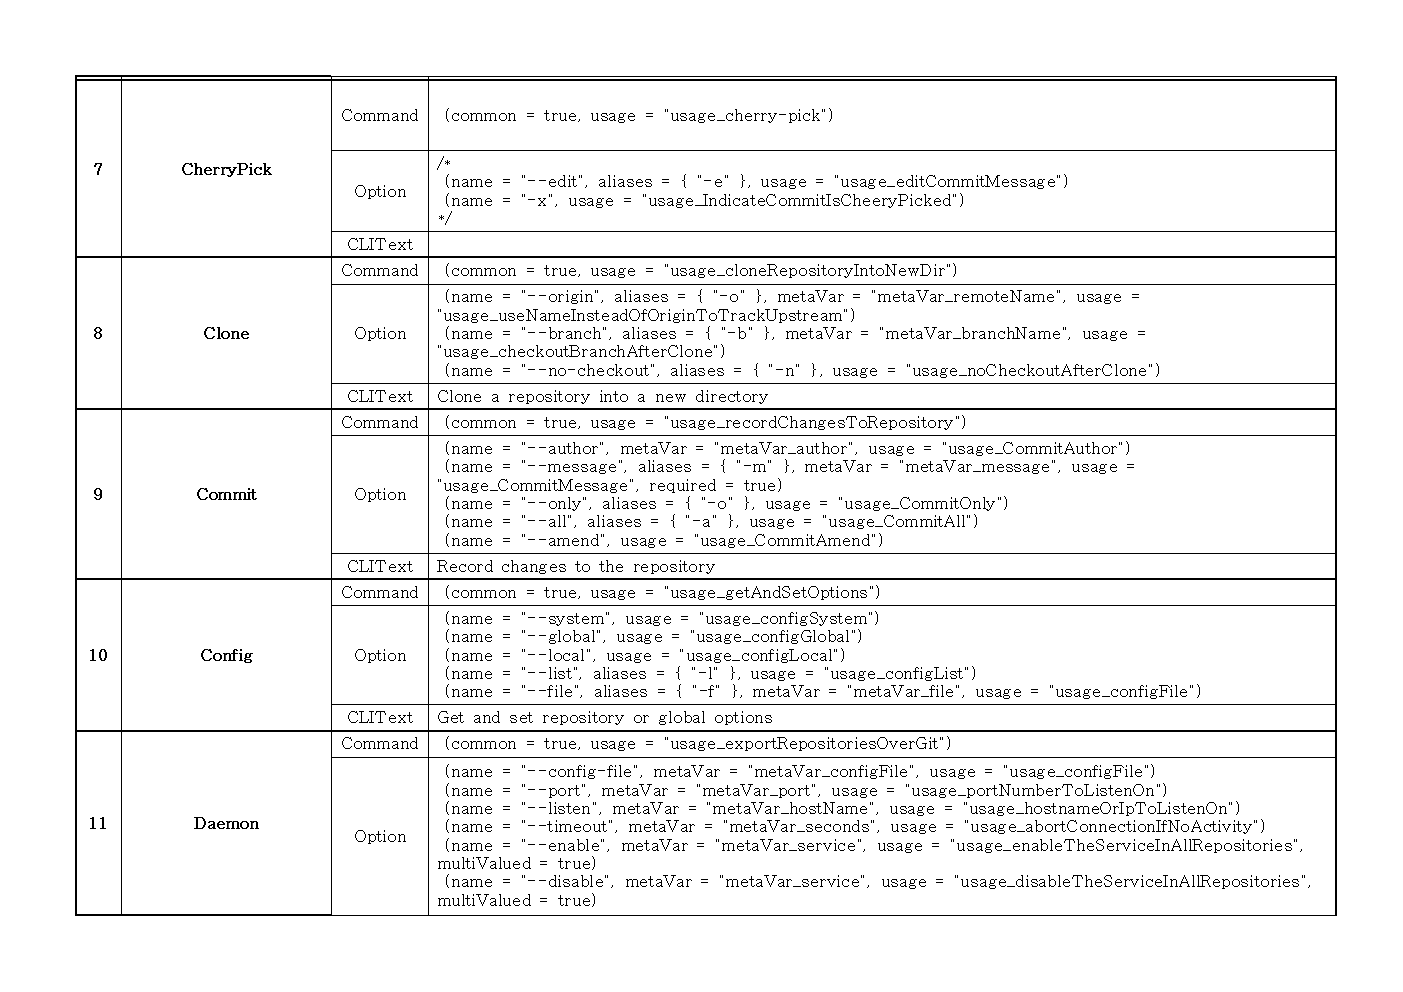 7
CherryPick
Command
(common = true, usage = "usage_cherry-pick")
Option
/*
(name = "--edit", aliases = { "-e" }, usage = "usage_editCommitMessage")
(name = "-x", usage = "usage_IndicateCommitIsCheeryPicked")
*/
CLIText
8
Clone
Command
(common = true, usage = "usage_cloneRepositoryIntoNewDir")
Option
(name = "--origin", aliases = { "-o" }, metaVar = "metaVar_remoteName", usage =
"usage_useNameInsteadOfOriginToTrackUpstream")
(name = "--branch", aliases = { "-b" }, metaVar = "metaVar_branchName", usage =
"usage_checkoutBranchAfterClone")
(name = "--no-checkout", aliases = { "-n" }, usage = "usage_noCheckoutAfterClone")
CLIText
Clone a repository into a new directory
9
Commit
Command
(common = true, usage = "usage_recordChangesToRepository")
Option
(name = "--author", metaVar = "metaVar_author", usage = "usage_CommitAuthor")
(name = "--message", aliases = { "-m" }, metaVar = "metaVar_message", usage =
"usage_CommitMessage", required = true)
(name = "--only", aliases = { "-o" }, usage = "usage_CommitOnly")
(name = "--all", aliases = { "-a" }, usage = "usage_CommitAll")
(name = "--amend", usage = "usage_CommitAmend")
CLIText
Record changes to the repository
10
Config
Command
(common = true, usage = "usage_getAndSetOptions")
Option
(name = "--system", usage = "usage_configSystem")
(name = "--global", usage = "usage_configGlobal")
(name = "--local", usage = "usage_configLocal")
(name = "--list", aliases = { "-l" }, usage = "usage_configList")
(name = "--file", aliases = { "-f" }, metaVar = "metaVar_file", usage = "usage_configFile")
CLIText
Get and set repository or global options
11
Daemon
Command
(common = true, usage = "usage_exportRepositoriesOverGit")
Option
(name = "--config-file", metaVar = "metaVar_configFile", usage = "usage_configFile")
(name = "--port", metaVar = "metaVar_port", usage = "usage_portNumberToListenOn")
(name = "--listen", metaVar = "metaVar_hostName", usage = "usage_hostnameOrIpToListenOn")
(name = "--timeout", metaVar = "metaVar_seconds", usage = "usage_abortConnectionIfNoActivity")
(name = "--enable", metaVar = "metaVar_service", usage = "usage_enableTheServiceInAllRepositories",
multiValued = true)
(name = "--disable", metaVar = "metaVar_service", usage = "usage_disableTheServiceInAllRepositories",
multiValued = true)